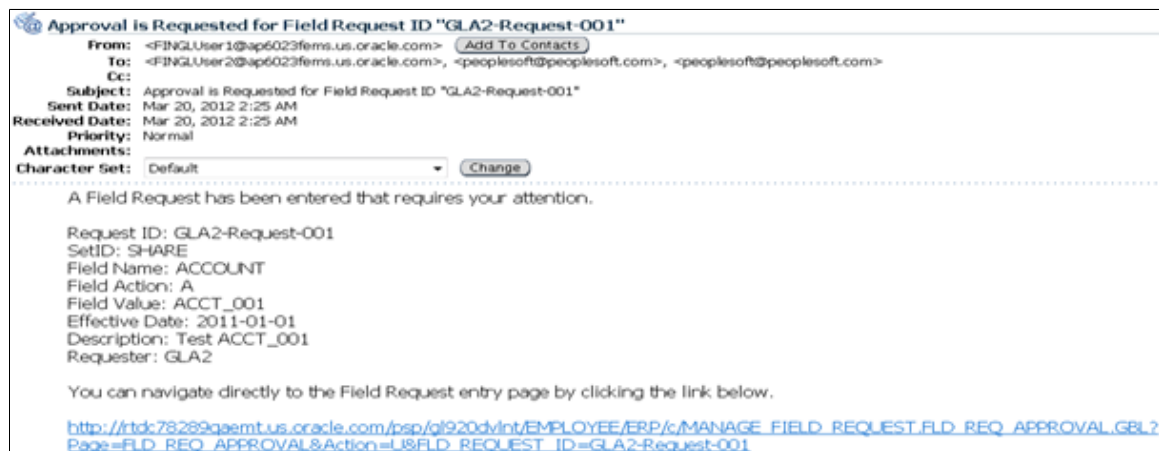 Approval is Requested for Field Request ID "GLA2-Request-001"
From: <FINGLUser1@ap6023fems.us.oracle.com> Add To Contacts
To: <FINGLUser2@ap6023fems.us.oracle.com>, <peoplesoft@peoplesoft.com>, <peoplesoft@peoplesoft.com>
Cc:
Subject: Approval is Requested for Field Request ID "GLA2-Request-001"
Sent Date: Mar 20, 2012 2:25 AM
Received Date: Mar 20, 2012 2:25 AM
Priority: Normal
Attachments:
Character Set: Default Change
A Field Request has been entered that requires your attention.
Request ID: GLA2-Request-001
SetID: SHARE
Field Name: ACCOUNT
Field Action: A
Field Value: ACCT_001
Effective Date: 2011-01-01
Description: Test ACCT_001
Requester: GLA2
You can navigate directly to the Field Request entry page by clicking the link below.
http://rtdc78289qaemt.us.oracle.com/psp/gl920dvlnt/EMPLOYEE/ERP/c/MANAGE_FIELD_REQUEST.FLD_REQ_APPROVAL.GBL?
Page=FLD_REQ_APPROVAL&Action=U&FLD_REQUEST_ID=GLA2-Request-001